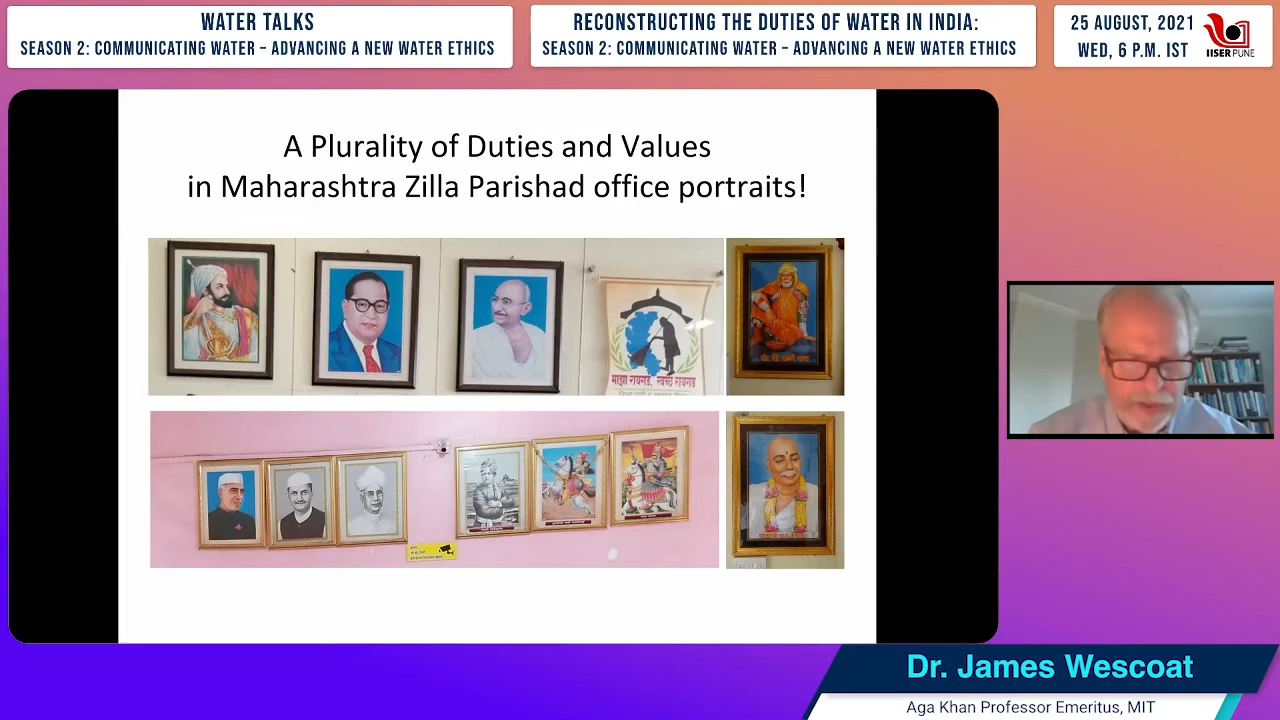 WATER TALKS
SEASON 2: COMMUNICATING WATER – ADVANCING A NEW WATER ETHICS
RECONSTRUCTING THE DUTIES OF WATER IN INDIA:
SEASON 2: COMMUNICATING WATER – ADVANCING A NEW WATER ETHICS
25 AUGUST, 2021
WED, 6 P.M. IST
IISER PUNE
A Plurality of Duties and Values
in Maharashtra Zilla Parishad office portraits!
माझा रायगड, स्वच्छ रायगड
Dr. James Wescoat
Aga Khan Professor Emeritus, MIT